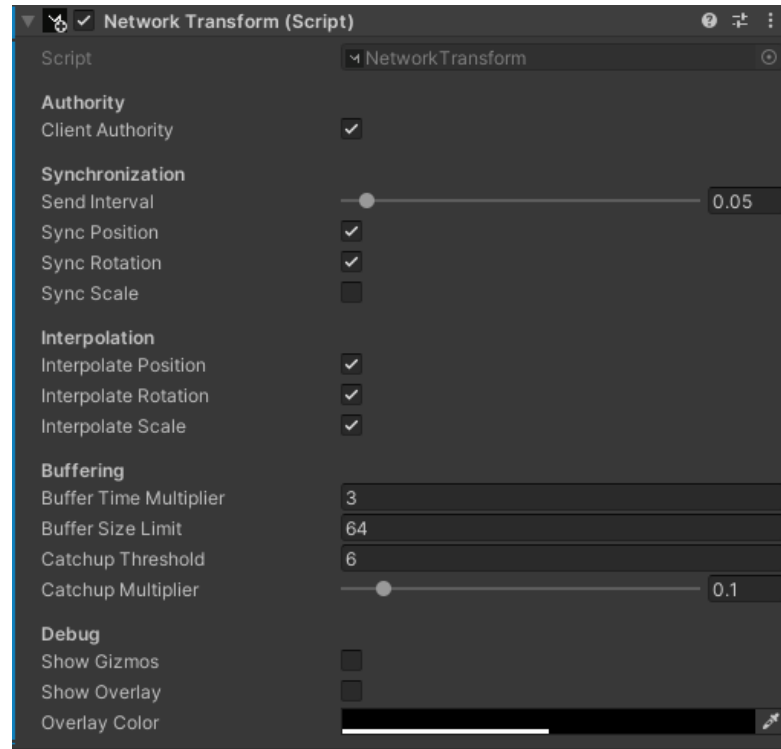 Network Transform (Script)
Script NetworkTransform
Authority
Client Authority
Synchronization
Send Interval 0.05
Sync Position
Sync Rotation
Sync Scale
Interpolation
Interpolate Position
Interpolate Rotation
Interpolate Scale
Buffering
Buffer Time Multiplier 3
Buffer Size Limit 64
Catchup Threshold 6
Catchup Multiplier 0.1
Debug
Show Gizmos
Show Overlay
Overlay Color